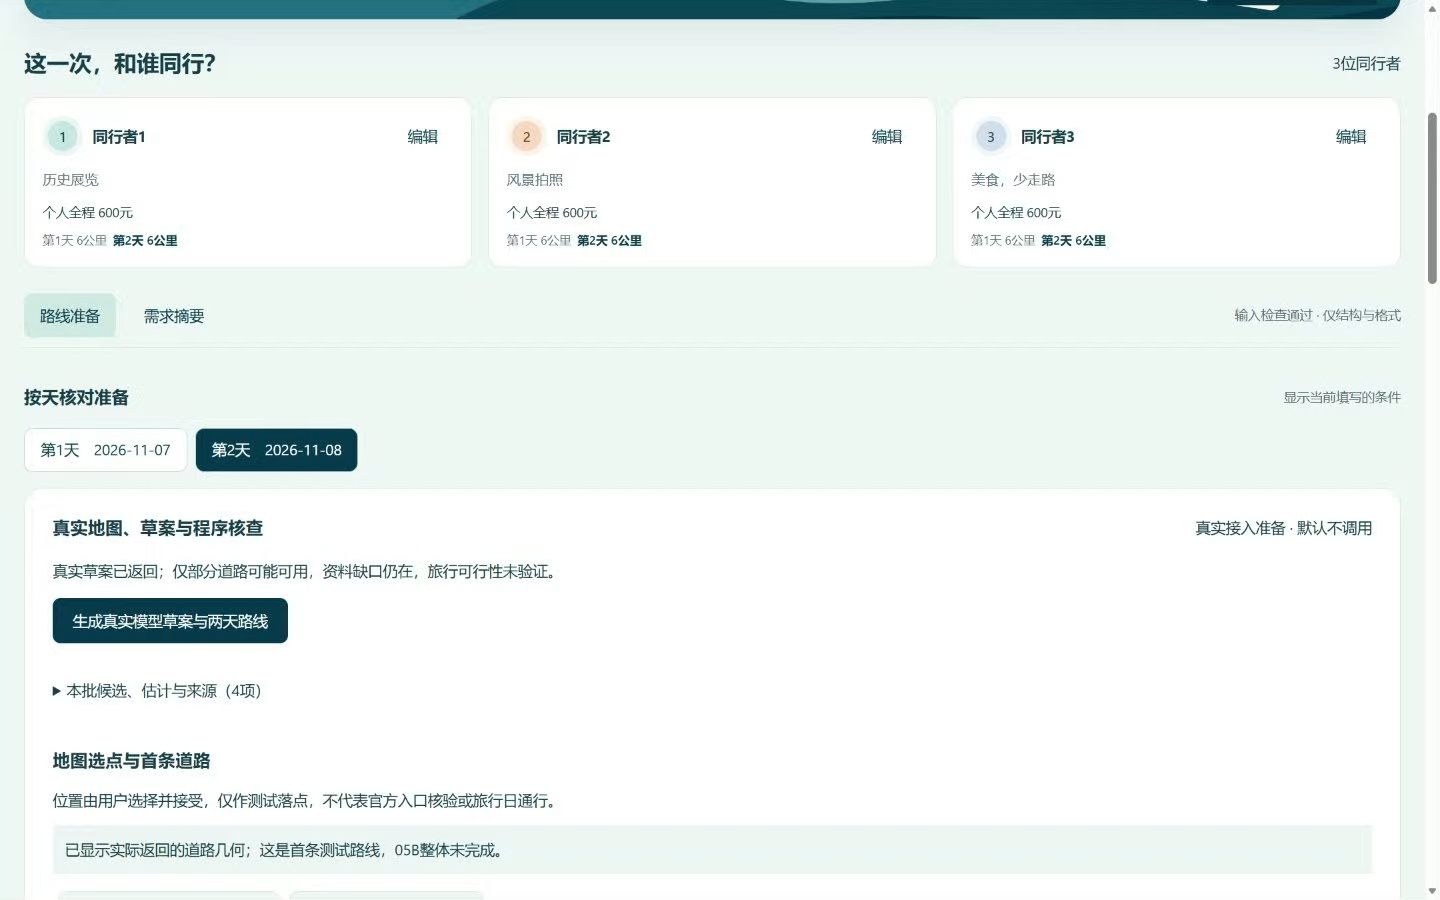 这一次，和谁同行？
3位同行者
1 同行者1 编辑
历史展览
个人全程 600元
第1天 6公里 第2天 6公里
2 同行者2 编辑
风景拍照
个人全程 600元
第1天 6公里 第2天 6公里
3 同行者3 编辑
美食，少走路
个人全程 600元
第1天 6公里 第2天 6公里
路线准备 需求摘要
输入检查通过 · 仅结构与格式
按天核对准备
显示当前填写的条件
第1天 2026-11-07 第2天 2026-11-08
真实地图、草案与程序核查
真实接入准备 · 默认不调用
真实草案已返回；仅部分道路可能可用，资料缺口仍在，旅行可行性未验证。
生成真实模型草案与两天路线
▶ 本批候选、估计与来源（4项）
地图选点与首条道路
位置由用户选择并接受，仅作测试落点，不代表官方入口核验或旅行日通行。
已显示实际返回的道路几何；这是首条测试路线，05B整体未完成。